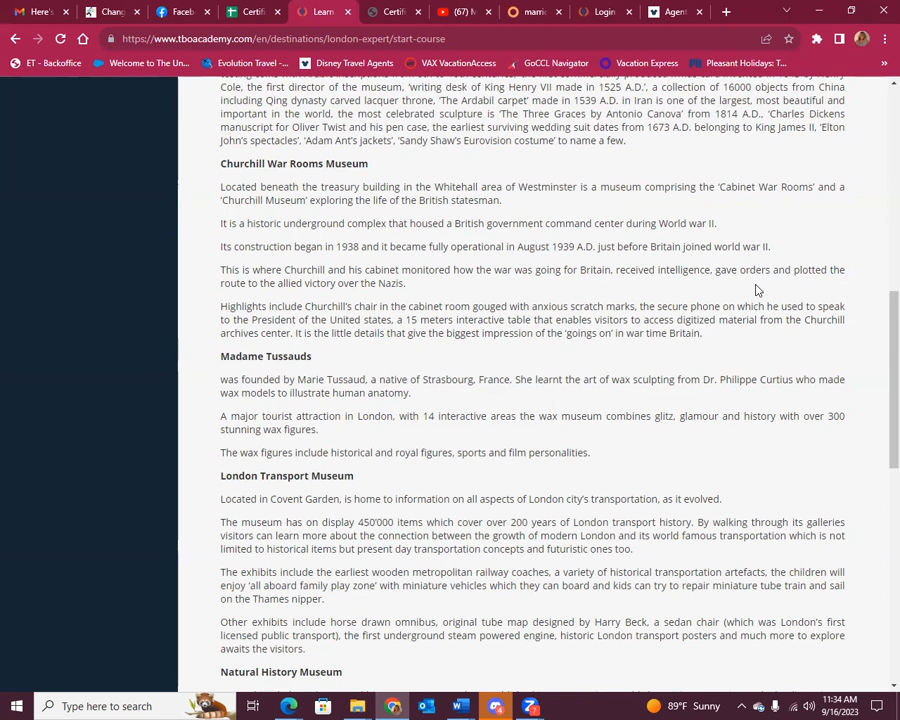 Here's
Chang
Faceb
Certifi
Learn
Certifi
(67) M
marri
Login
Agent
https://www.tboacademy.com/en/destinations/london-expert/start-course
ET - Backoffice
Welcome to The Un...
Evolution Travel -...
Disney Travel Agents
VAX VacationAccess
GoCCL Navigator
Vacation Express
Pleasant Holidays: T...
»
Cole, the first director of the museum, 'writing desk of King Henry VII made in 1525 A.D.', a collection of 16000 objects from China
including Qing dynasty carved lacquer throne, 'The Ardabil carpet' made in 1539 A.D. in Iran is one of the largest, most beautiful and
important in the world, the most celebrated sculpture is 'The Three Graces by Antonio Canova' from 1814 A.D., 'Charles Dickens
manuscript for Oliver Twist and his pen case, the earliest surviving wedding suit dates from 1673 A.D. belonging to King James II, 'Elton
John's spectacles', 'Adam Ant's jackets', 'Sandy Shaw's Eurovision costume' to name a few.
Churchill War Rooms Museum
Located beneath the treasury building in the Whitehall area of Westminster is a museum comprising the 'Cabinet War Rooms' and a
'Churchill Museum' exploring the life of the British statesman.
It is a historic underground complex that housed a British government command center during World war II.
Its construction began in 1938 and it became fully operational in August 1939 A.D. just before Britain joined world war II.
This is where Churchill and his cabinet monitored how the war was going for Britain, received intelligence, gave orders and plotted the
route to the allied victory over the Nazis.
Highlights include Churchill's chair in the cabinet room gouged with anxious scratch marks, the secure phone on which he used to speak
to the President of the United states, a 15 meters interactive table that enables visitors to access digitized material from the Churchill
archives center. It is the little details that give the biggest impression of the 'goings on' in war time Britain.
Madame Tussauds
was founded by Marie Tussaud, a native of Strasbourg, France. She learnt the art of wax sculpting from Dr. Philippe Curtius who made
wax models to illustrate human anatomy.
A major tourist attraction in London, with 14 interactive areas the wax museum combines glitz, glamour and history with over 300
stunning wax figures.
The wax figures include historical and royal figures, sports and film personalities.
London Transport Museum
Located in Covent Garden, is home to information on all aspects of London city's transportation, as it evolved.
The museum has on display 450'000 items which cover over 200 years of London transport history. By walking through its galleries
visitors can learn more about the connection between the growth of modern London and its world famous transportation which is not
limited to historical items but present day transportation concepts and futuristic ones too.
The exhibits include the earliest wooden metropolitan railway coaches, a variety of historical transportation artefacts, the children will
enjoy 'all aboard family play zone' with miniature vehicles which they can board and kids can try to repair miniature tube train and sail
on the Thames nipper.
Other exhibits include horse drawn omnibus, original tube map designed by Harry Beck, a sedan chair (which was London's first
licensed public transport), the first underground steam powered engine, historic London transport posters and much more to explore
awaits the visitors.
Natural History Museum
Type here to search
89°F Sunny
11:34 AM
9/16/2023